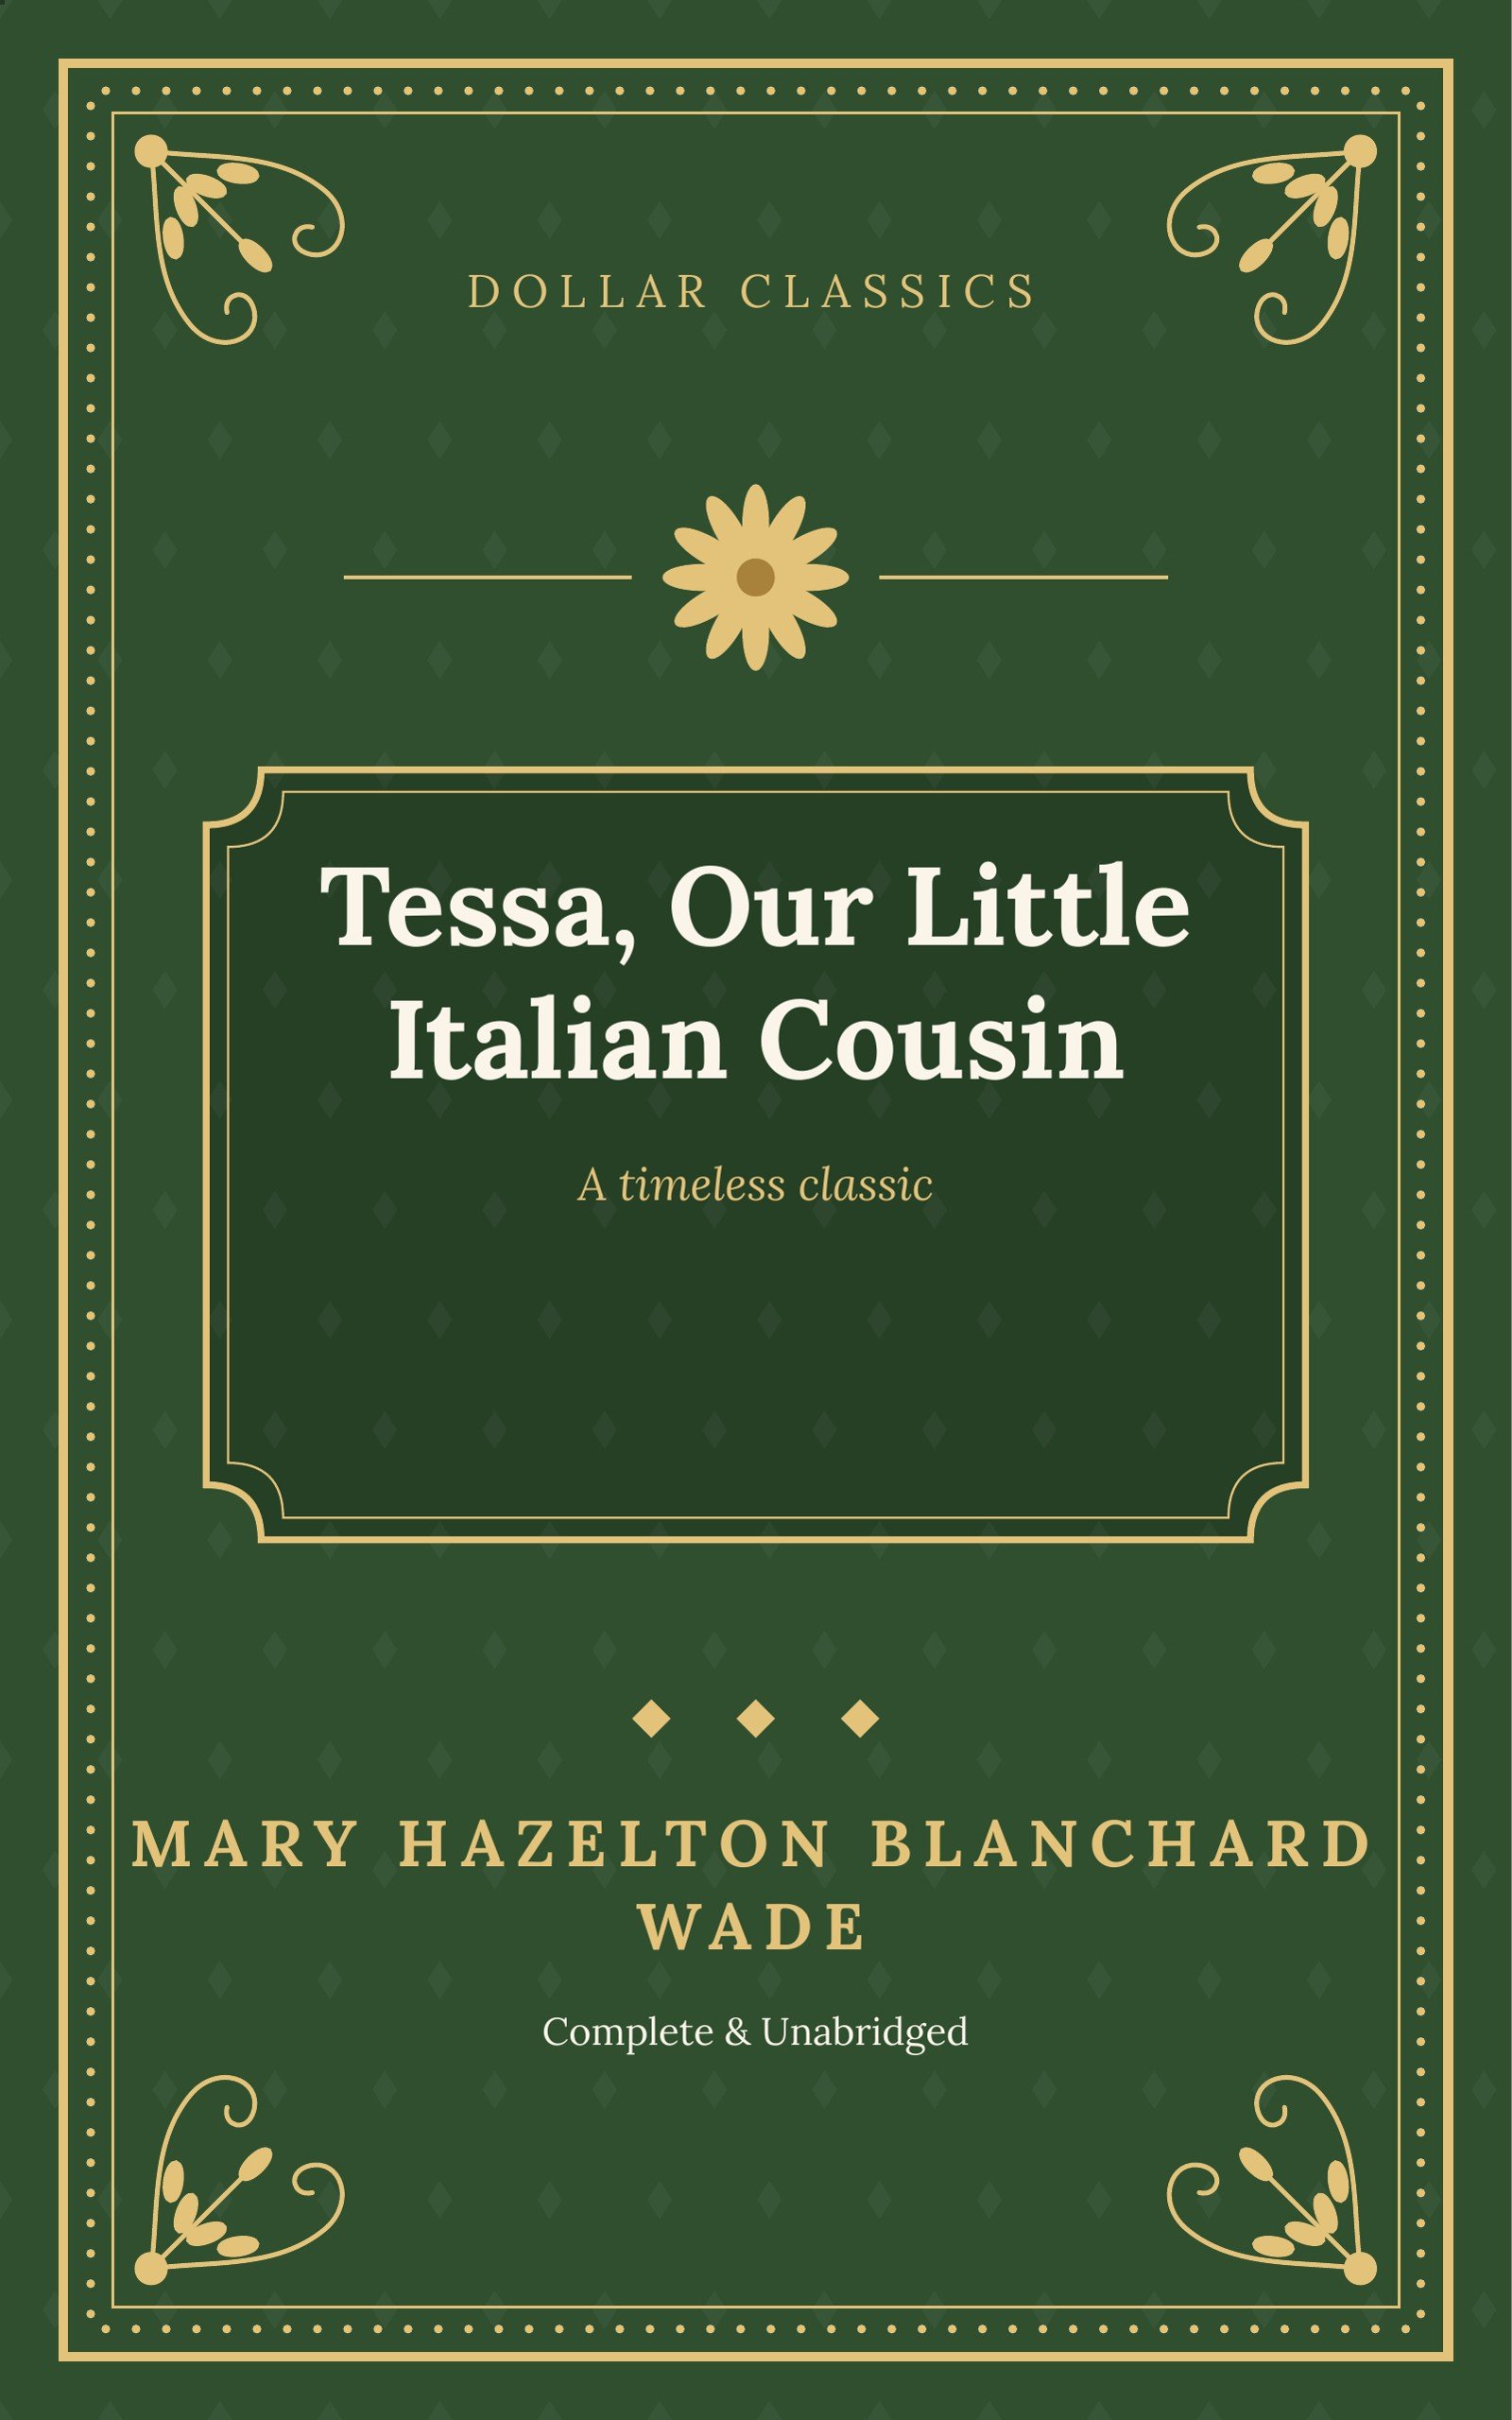 DOLLAR CLASSICS
Tessa, Our Little
Italian Cousin
A timeless classic
MARY HAZELTON BLANCHARD
WADE
Complete & Unabridged